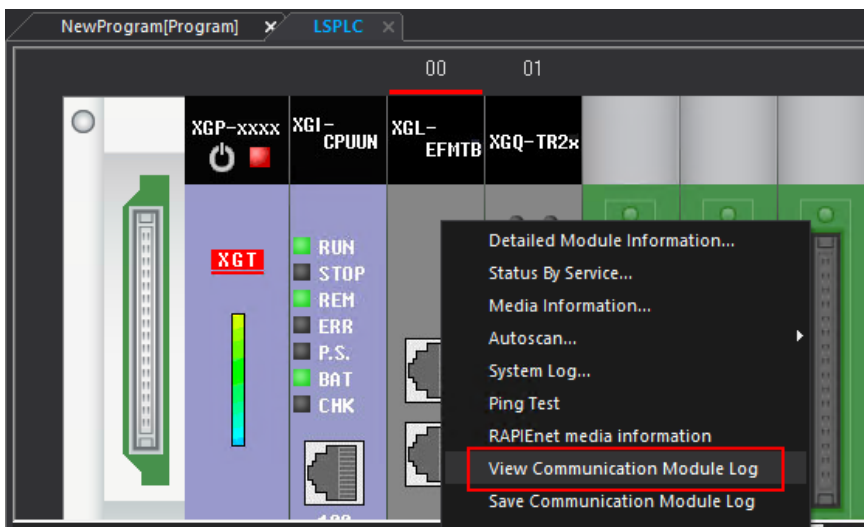 NewProgram[Program] ×
LSPLC ×
00
01
XGP-xxxx
XGI-
CPUUN
XGL-
EFMTB
XGQ-TR2x
XGT
RUN
STOP
REM
ERR
P.S.
BAT
CHK
Detailed Module Information...
Status By Service...
Media Information...
Autoscan...
System Log...
Ping Test
RAPIEnet media information
View Communication Module Log
Save Communication Module Log